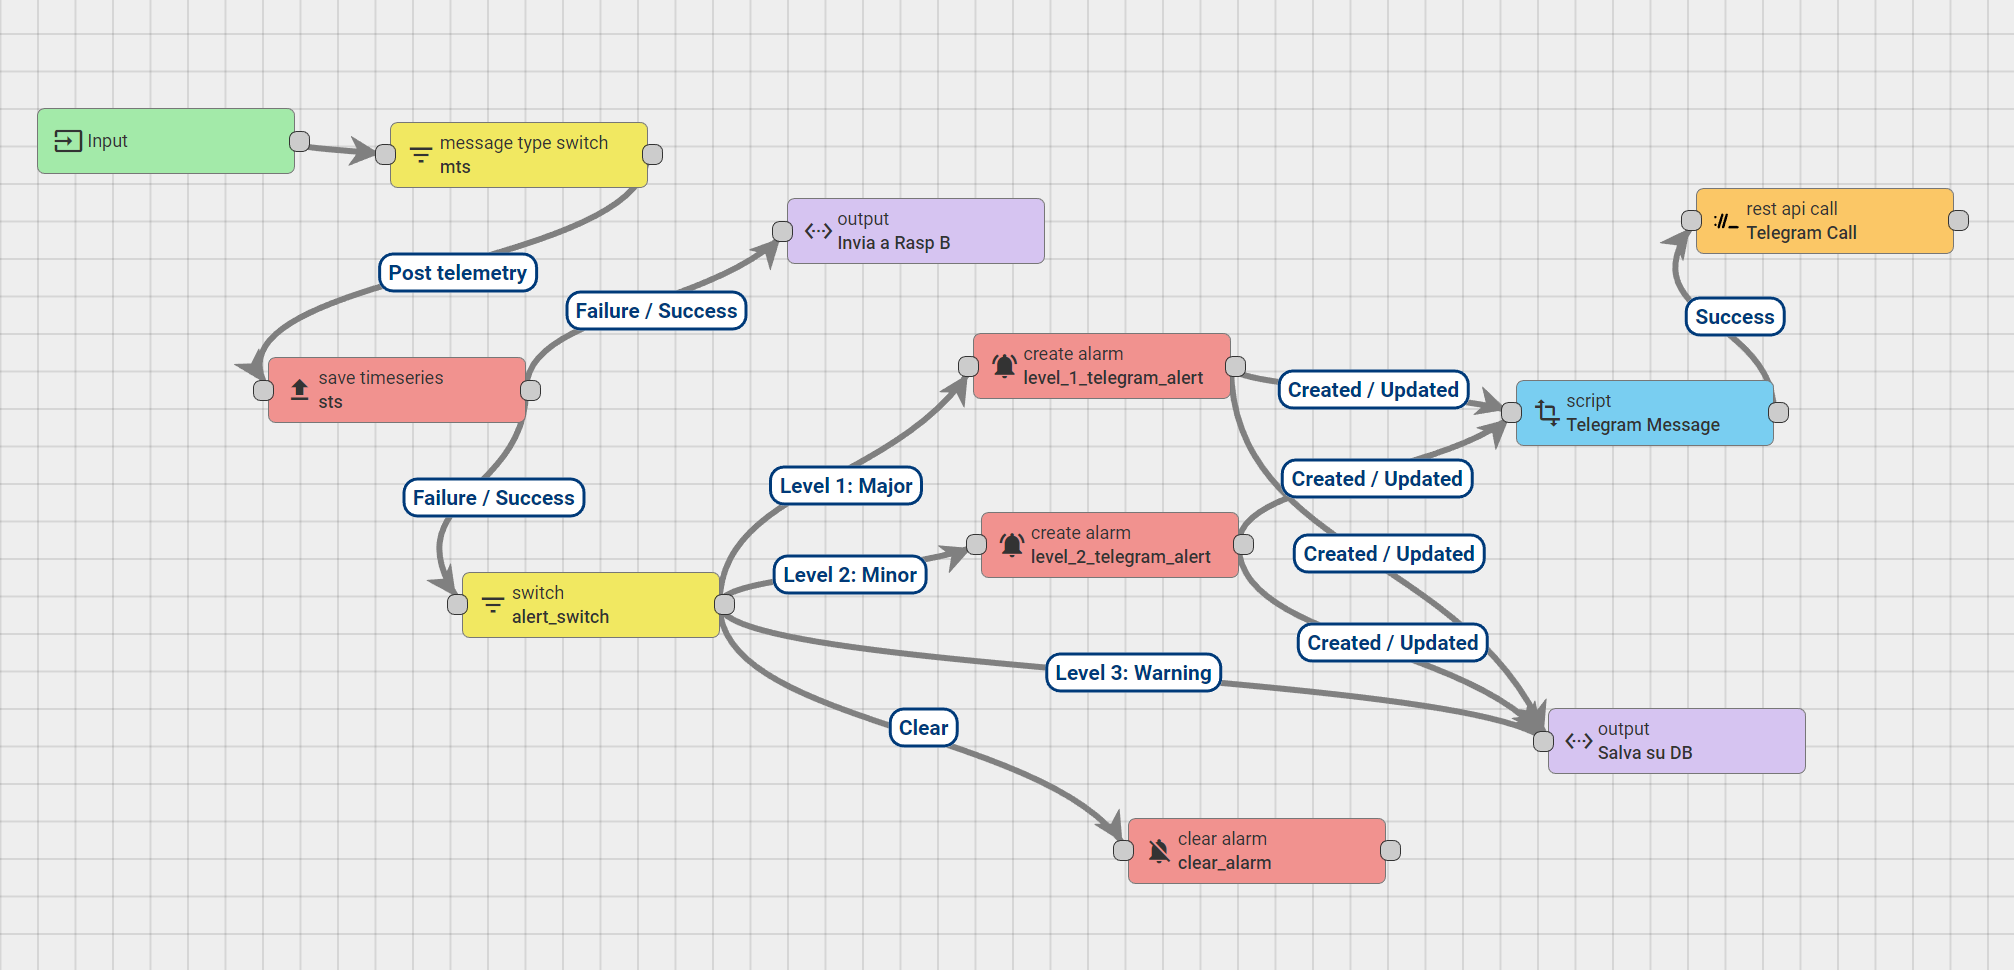 Input
message type switch
mts
output
Invia a Rasp B
rest api call
Telegram Call
Post telemetry
Failure / Success
Success
save timeseries
sts
create alarm
level_1_telegram_alert
Created / Updated
script
Telegram Message
Failure / Success
Level 1: Major
Created / Updated
create alarm
level_2_telegram_alert
Created / Updated
Level 2: Minor
switch
alert_switch
Created / Updated
Level 3: Warning
Clear
output
Salva su DB
clear alarm
clear_alarm